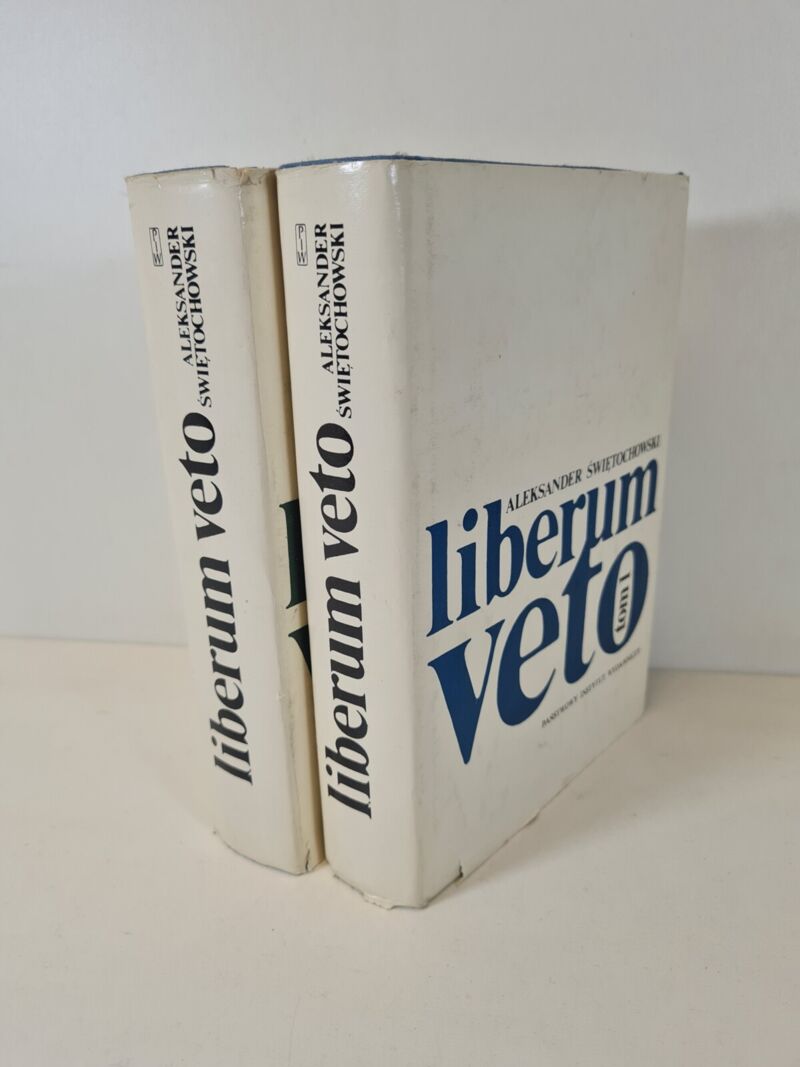 PIW
ALEKSANDER
ŚWIĘTOCHOWSKI
liberum veto
PIW
ALEKSANDER
ŚWIĘTOCHOWSKI
liberum veto
ALEKSANDER ŚWIĘTOCHOWSKI
liberum
veto
tom I
PAŃSTWOWY INSTYTUT WYDAWNICZY